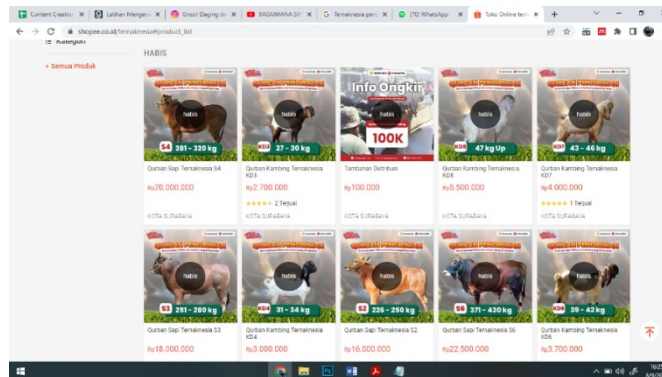 Content Creation
Latihan Mengena
Grosir Daging di
BAGAIMANA SI
Ternaknesia pen
(70) WhatsApp
Toko Online tern
shopee.co.id/ternaknesia#product_list
Kategori
Semua Produk
HABIS
habis
S4 281 - 320 kg
Qurban Sapi Ternaknesia S4
Rp20.000.000
KOTA SURABAYA
habis
KD3 27 - 30 kg
Qurban Kambing Ternaknesia
KD3
Rp2.700.000
2 Terjual
KOTA SURABAYA
Info Ongkir
habis
100K
Tambahan Distribusi
Rp100.000
KOTA SURABAYA
habis
KD8 47 kg Up
Qurban Kambing Ternaknesia
KD8
Rp5.500.000
KOTA SURABAYA
habis
KD7 43 - 46 kg
Qurban Kambing Ternaknesia
KD7
Rp4.000.000
1 Terjual
KOTA SURABAYA
habis
S3 251 - 280 kg
Qurban Sapi Ternaknesia S3
Rp18.000.000
habis
KD4 31 - 34 kg
Qurban Kambing Ternaknesia
KD4
Rp3.000.000
habis
S2 226 - 250 kg
Qurban Sapi Ternaknesia S2
Rp16.000.000
habis
S6 371 - 430 kg
Qurban Sapi Ternaknesia S6
Rp22.500.000
habis
KD6 39 - 42 kg
Qurban Kambing Ternaknesia
KD6
Rp3.700.000